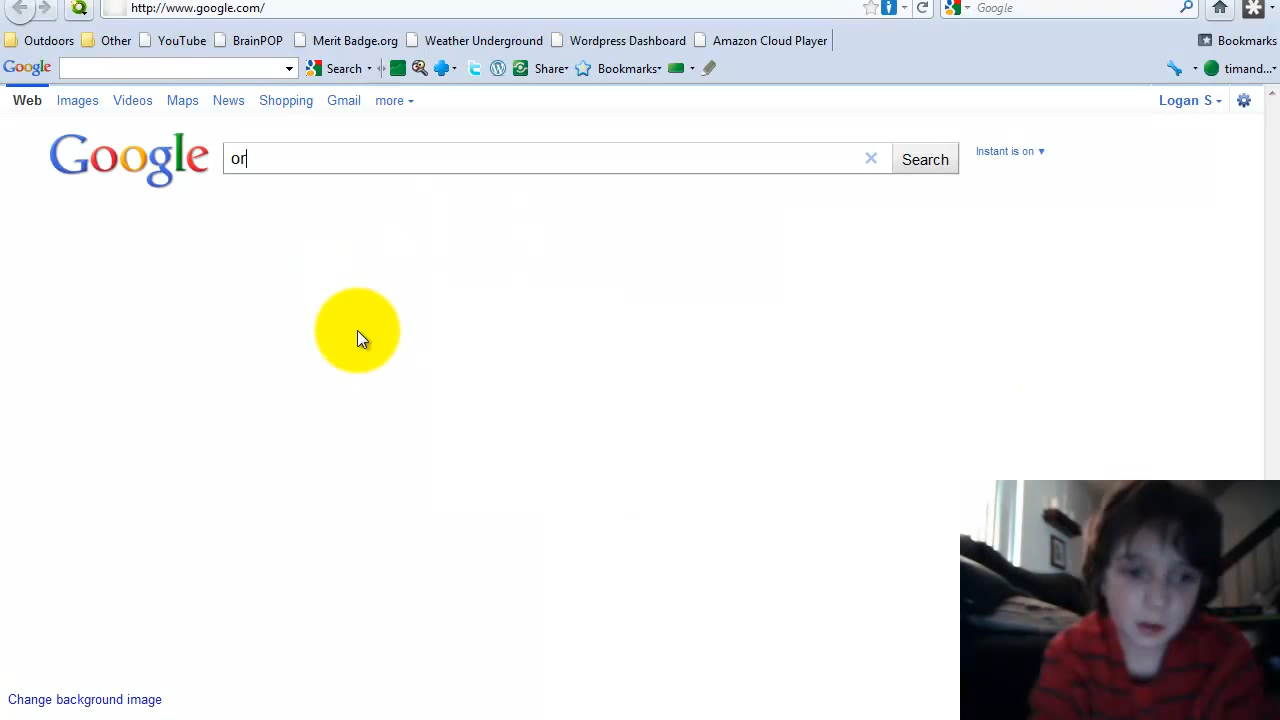 http://www.google.com/
Google
Outdoors Other YouTube BrainPOP Merit Badge.org Weather Underground Wordpress Dashboard Amazon Cloud Player Bookmarks
Google Search Share Bookmarks timand...
Web Images Videos Maps News Shopping Gmail more Logan S
Google or Search Instant is on
Change background image